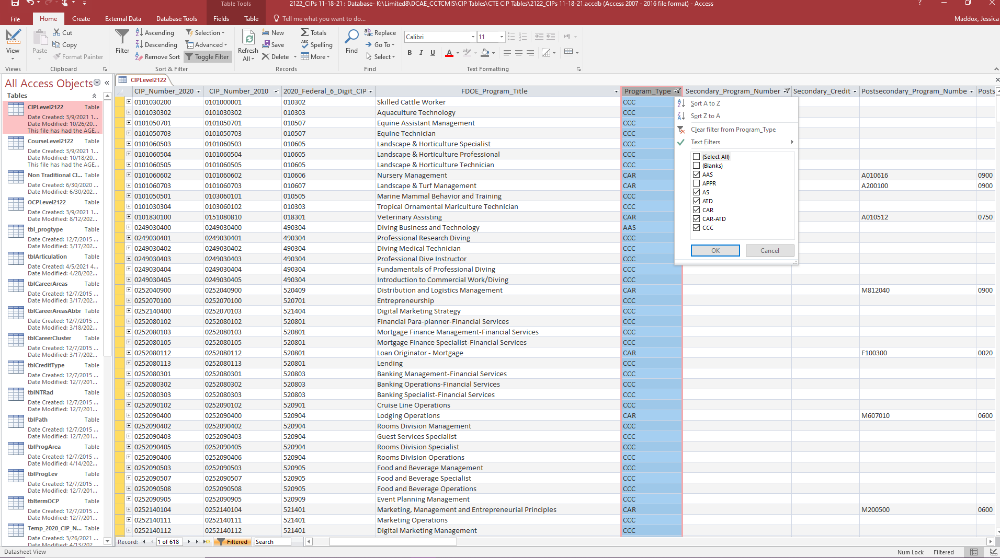 Table Tools
2122_CIPs 11-18-21 : Database- K:\Limited8\DCAE_CCTCMIS\CIP Tables\CTE CIP Tables\2122_CIPs 11-18-21.accdb (Access 2007 - 2016 file format) - Access
File Home Create External Data Database Tools Fields Table Tell me what you want to do... Maddox, Jessica
View Paste Cut Copy Format Painter
Filter Ascending Descending Remove Sort Selection Advanced Toggle Filter
Refresh All New Save Delete Totals Spelling More
Find Replace Go To Select
Calibri 11
B I U A
Views Clipboard Sort & Filter Records Find Text Formatting
All Access Objects
Tables
CIPLevel2122 Table
Date Created: 3/9/2021 1...
Date Modified: 10/26/20...
This file has had the AGE...
CourseLevel2122 Table
Date Created: 3/9/2021 1...
Date Modified: 10/18/20...
This file has had the AGE...
Non Traditional CI... Table
Date Created: 6/30/2020 ...
Date Modified: 6/30/202...
OCPLevel2122 Table
Date Created: 3/9/2021 1...
Date Modified: 8/12/202...
tbl_progtype Table
Date Created: 12/7/2015 ...
Date Modified: 3/17/202...
tblArticulation Table
Date Created: 4/5/2021 4...
Date Modified: 4/28/202...
tblCareerAreas Table
Date Created: 12/7/2015 ...
Date Modified: 3/17/202...
tblCareerAreasAbbr Table
Date Created: 12/7/2015 ...
Date Modified: 3/18/202...
tblCareerCluster Table
Date Created: 12/7/2015 ...
Date Modified: 3/17/202...
tblCreditType Table
Date Created: 12/7/2015 ...
Date Modified: 12/7/201...
tblNTRad Table
Date Created: 12/7/2015 ...
Date Modified: 12/7/201...
tblPath Table
Date Created: 12/7/2015 ...
Date Modified: 12/7/201...
tblProgArea Table
Date Created: 12/7/2015 ...
Date Modified: 4/14/202...
tblProgLev Table
Date Created: 12/7/2015 ...
Date Modified: 12/7/201...
tbltermOCP Table
Date Created: 12/7/2015 ...
Date Modified: 12/7/201...
Temp_2020_CIP_N... Table
Date Created: 3/26/2021 ...
Date Modified: 4/13/202...
CIPLevel2122
CIP_Number_2020 CIP_Number_2010 2020_Federal_6_Digit_CIP FDOE_Program_Title Program_Type Secondary_Program_Number Secondary_Credit Postsecondary_Program_Numbe Posts
0101030200 0101000001 010302 Skilled Cattle Worker CCC
0101030302 0101030302 010303 Aquaculture Technology CCC
0101050701 0101050701 010507 Equine Assistant Management CCC
0101050703 0101050703 010507 Equine Technician CCC
0101060503 0101060503 010605 Landscape & Horticulture Specialist CCC
0101060504 0101060504 010605 Landscape & Horticulture Professional CCC
0101060505 0101060505 010605 Landscape & Horticulture Technician CCC
0101060602 0101060602 010606 Nursery Management CAR A010616 0900
0101060703 0101060703 010607 Landscape & Turf Management CAR A200100 0900
0101050501 0103060101 010505 Marine Mammal Behavior and Training CCC
0101030304 0103060102 010303 Tropical Ornamental Mariculture Technician CCC
0101830100 0151080810 018301 Veterinary Assisting CAR A010512 0750
0249030400 0249030400 490304 Diving Business and Technology AAS
0249030401 0249030401 490304 Professional Research Diving CCC
0249030402 0249030402 490304 Diving Medical Technician CCC
0249030403 0249030403 490304 Professional Dive Instructor CCC
0249030404 0249030404 490304 Fundamentals of Professional Diving CCC
0249030405 0249030405 490304 Introduction to Commercial Work/Diving CCC
0252040900 0252040900 520409 Distribution and Logistics Management CAR M812040 0900
0252070100 0252070100 520701 Entrepreneurship CCC
0252140400 0252070103 521404 Digital Marketing Strategy CCC
0252080102 0252080102 520801 Financial Para-planner-Financial Services CCC
0252080103 0252080103 520801 Mortgage Finance Management-Financial Services CCC
0252080105 0252080105 520801 Mortgage Finance Specialist-Financial Services CCC
0252080112 0252080112 520801 Loan Originator - Mortgage CAR F100300 0020
0252080113 0252080113 520801 Lending CCC
0252080301 0252080301 520803 Banking Management-Financial Services CCC
0252080302 0252080302 520803 Banking Operations-Financial Services CCC
0252080303 0252080303 520803 Banking Specialist-Financial Services CCC
0252090102 0252090102 520901 Cruise Line Operations CCC
0252090400 0252090400 520904 Lodging Operations CAR M607010 0600
0252090402 0252090402 520904 Rooms Division Management CCC
0252090403 0252090403 520904 Guest Services Specialist CCC
0252090405 0252090405 520904 Rooms Division Specialist CCC
0252090406 0252090406 520904 Rooms Division Operations CCC
0252090503 0252090503 520905 Food and Beverage Management CCC
0252090507 0252090507 520905 Food and Beverage Specialist CCC
0252090508 0252090508 520905 Food and Beverage Operations CCC
0252090905 0252090905 520909 Event Planning Management CCC
0252140104 0252140104 521401 Marketing, Management and Entrepreneurial Principles CAR M200500 0600
0252140111 0252140111 521401 Marketing Operations CCC
0252140112 0252140112 521401 Digital Marketing Management CCC
Sort A to Z
Sort Z to A
Clear filter from Program_Type
Text Filters
(Select All)
(Blanks)
AAS
APPR
AS
ATD
CAR
CAR-ATD
CCC
OK Cancel
Record: 1 of 618 Filtered Search
Datasheet View Num Lock Filtered